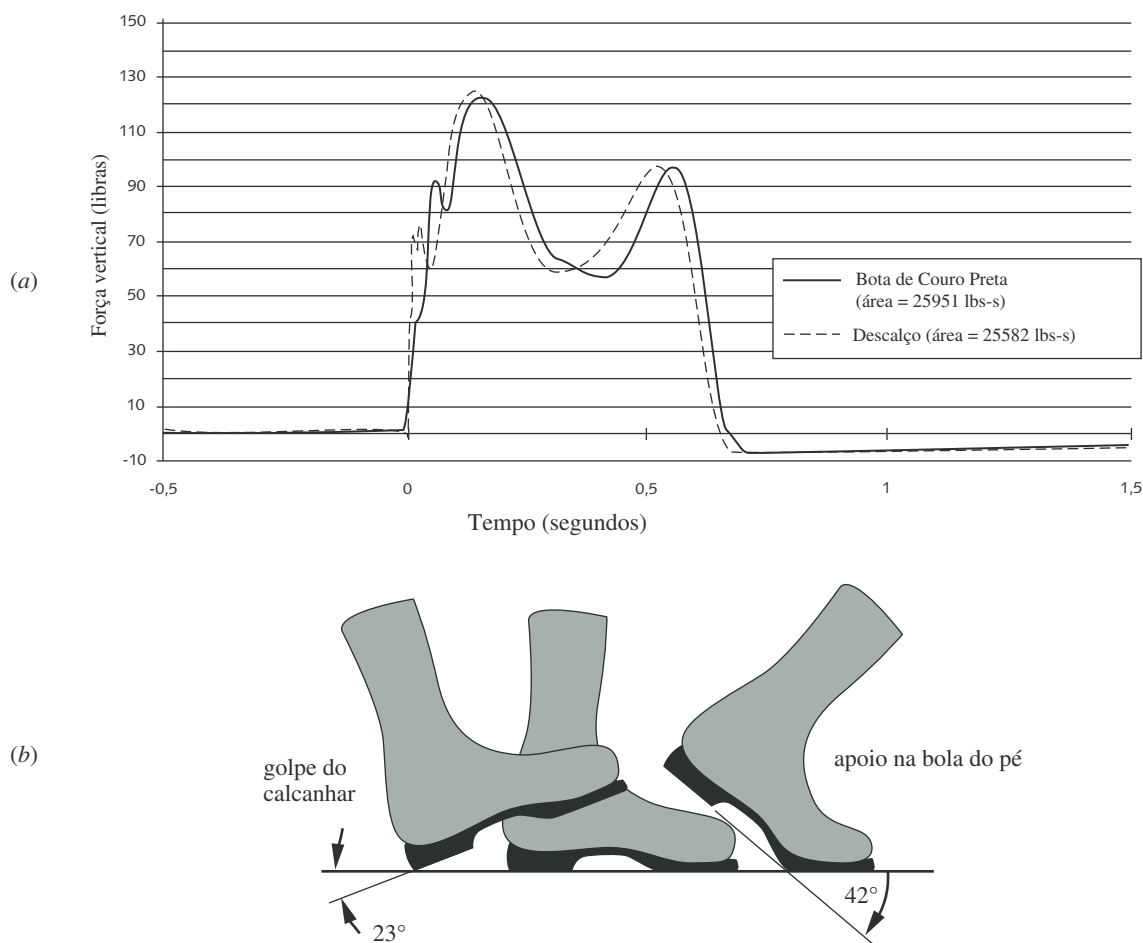 150
130
110
90
70
50
30
10
-10
Força vertical (libras)
(a)
Bota de Couro Preta
(área = 25951 lbs-s)
Descalço (área = 25582 lbs-s)
-0,5
0
0,5
1
1,5
Tempo (segundos)
(b)
golpe do
calcanhar
apoio na bola do pé
42°
23°